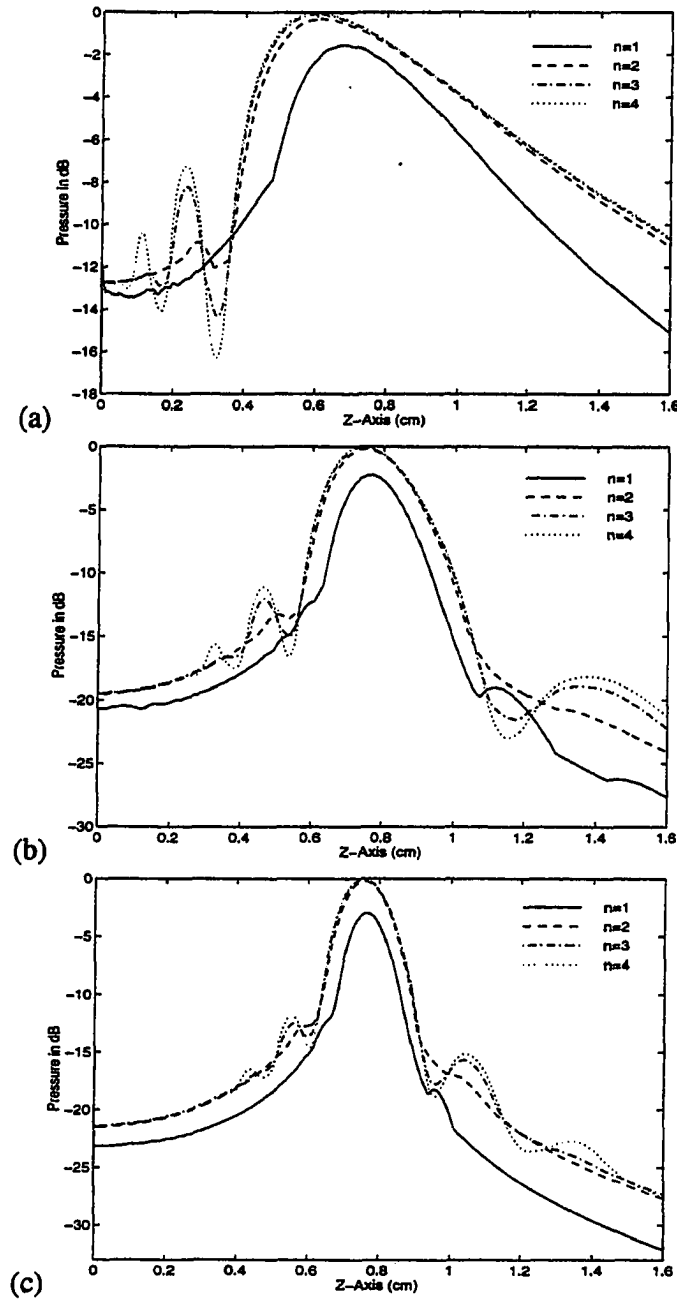 0
−2
−4
−6
−8
−10
−12
−14
−16
−18
Pressure in dB
n=1
n=2
n=3
n=4
0 0.2 0.4 0.6 0.8 1 1.2 1.4 1.6
Z−Axis (cm)
(a)
0
−5
−10
−15
−20
−25
−30
Pressure in dB
n=1
n=2
n=3
n=4
0 0.2 0.4 0.6 0.8 1 1.2 1.4 1.6
Z−Axis (cm)
(b)
0
−5
−10
−15
−20
−25
−30
Pressure in dB
n=1
n=2
n=3
n=4
0 0.2 0.4 0.6 0.8 1 1.2 1.4 1.6
Z−Axis (cm)
(c)